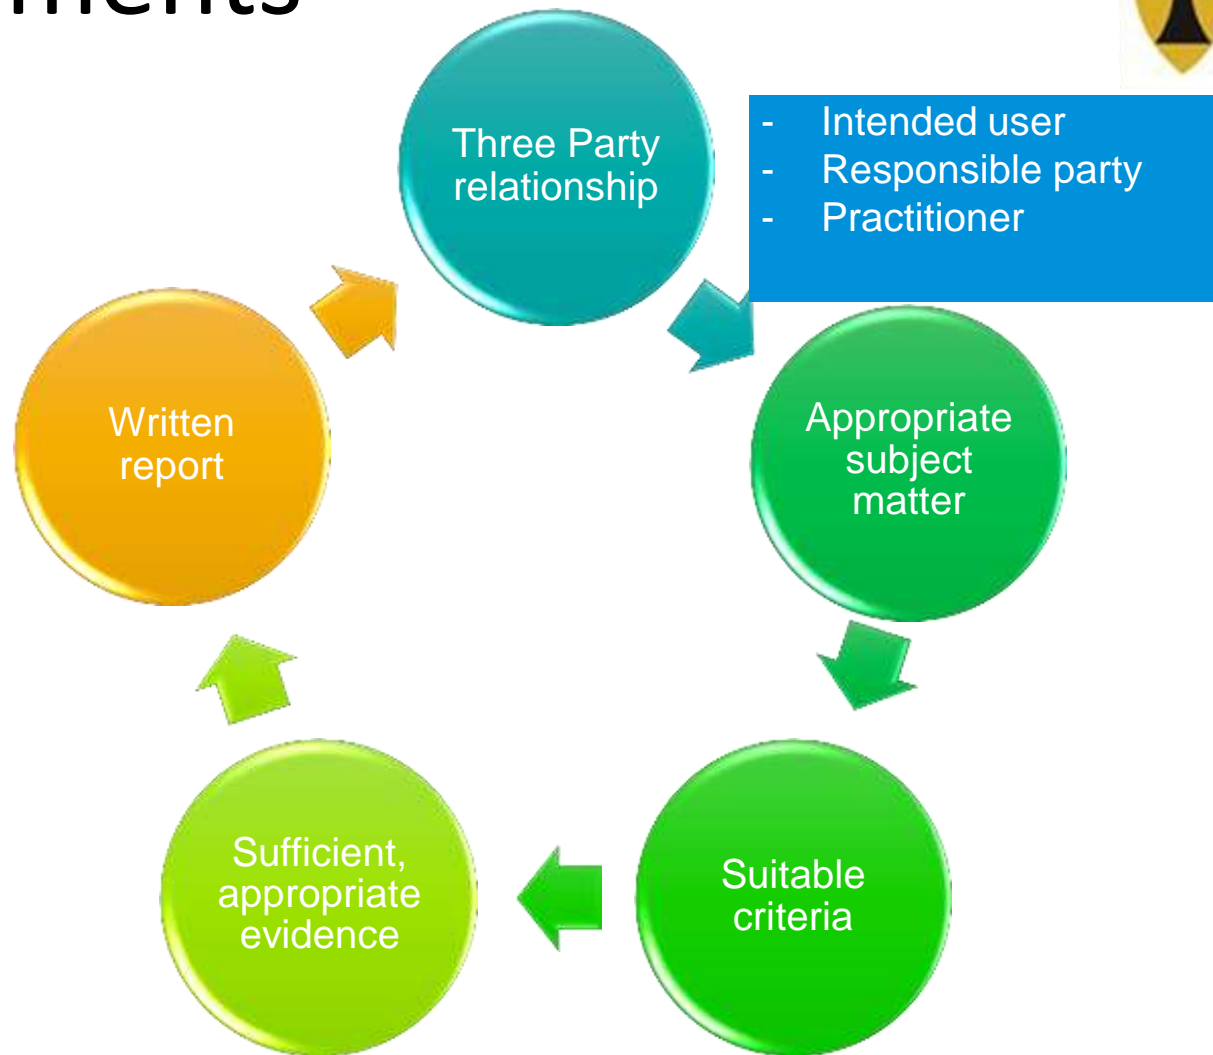 ments
Three Party
relationship
- Intended user
- Responsible party
- Practitioner
Appropriate
subject
matter
Suitable
criteria
Sufficient,
appropriate
evidence
Written
report